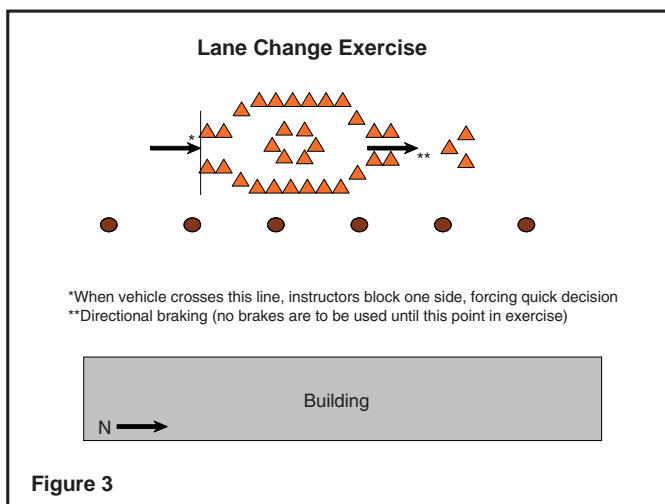 Lane Change Exercise
*
**
*When vehicle crosses this line, instructors block one side, forcing quick decision
**Directional braking (no brakes are to be used until this point in exercise)
Building
N
Figure 3